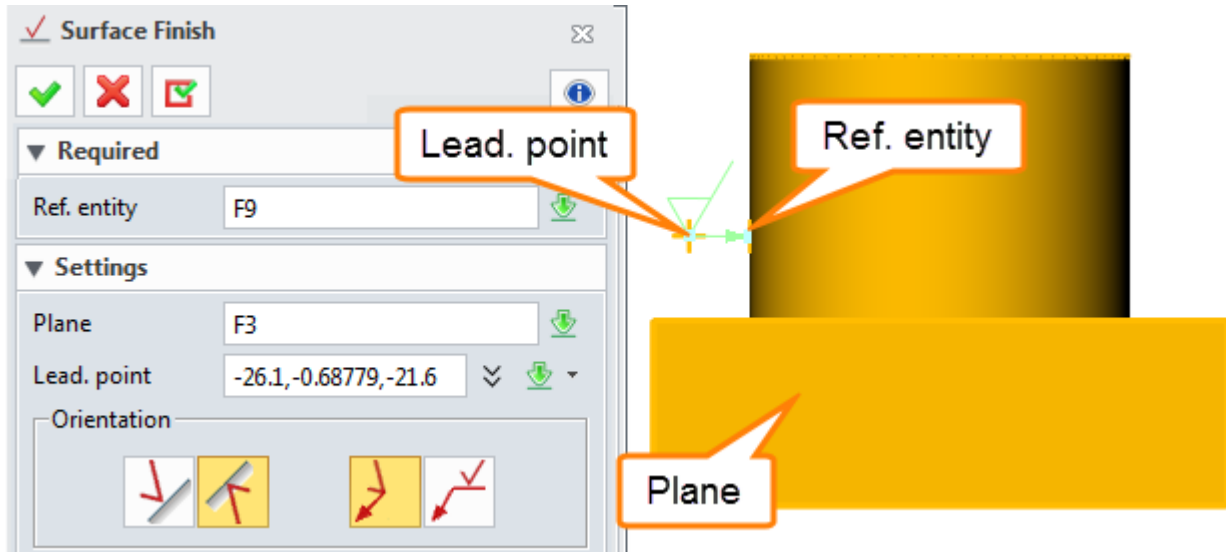 Surface Finish
Required
Ref. entity F9
Settings
Plane F3
Lead. point -26.1,-0.68779,-21.6
Orientation
Lead. point
Ref. entity
Plane